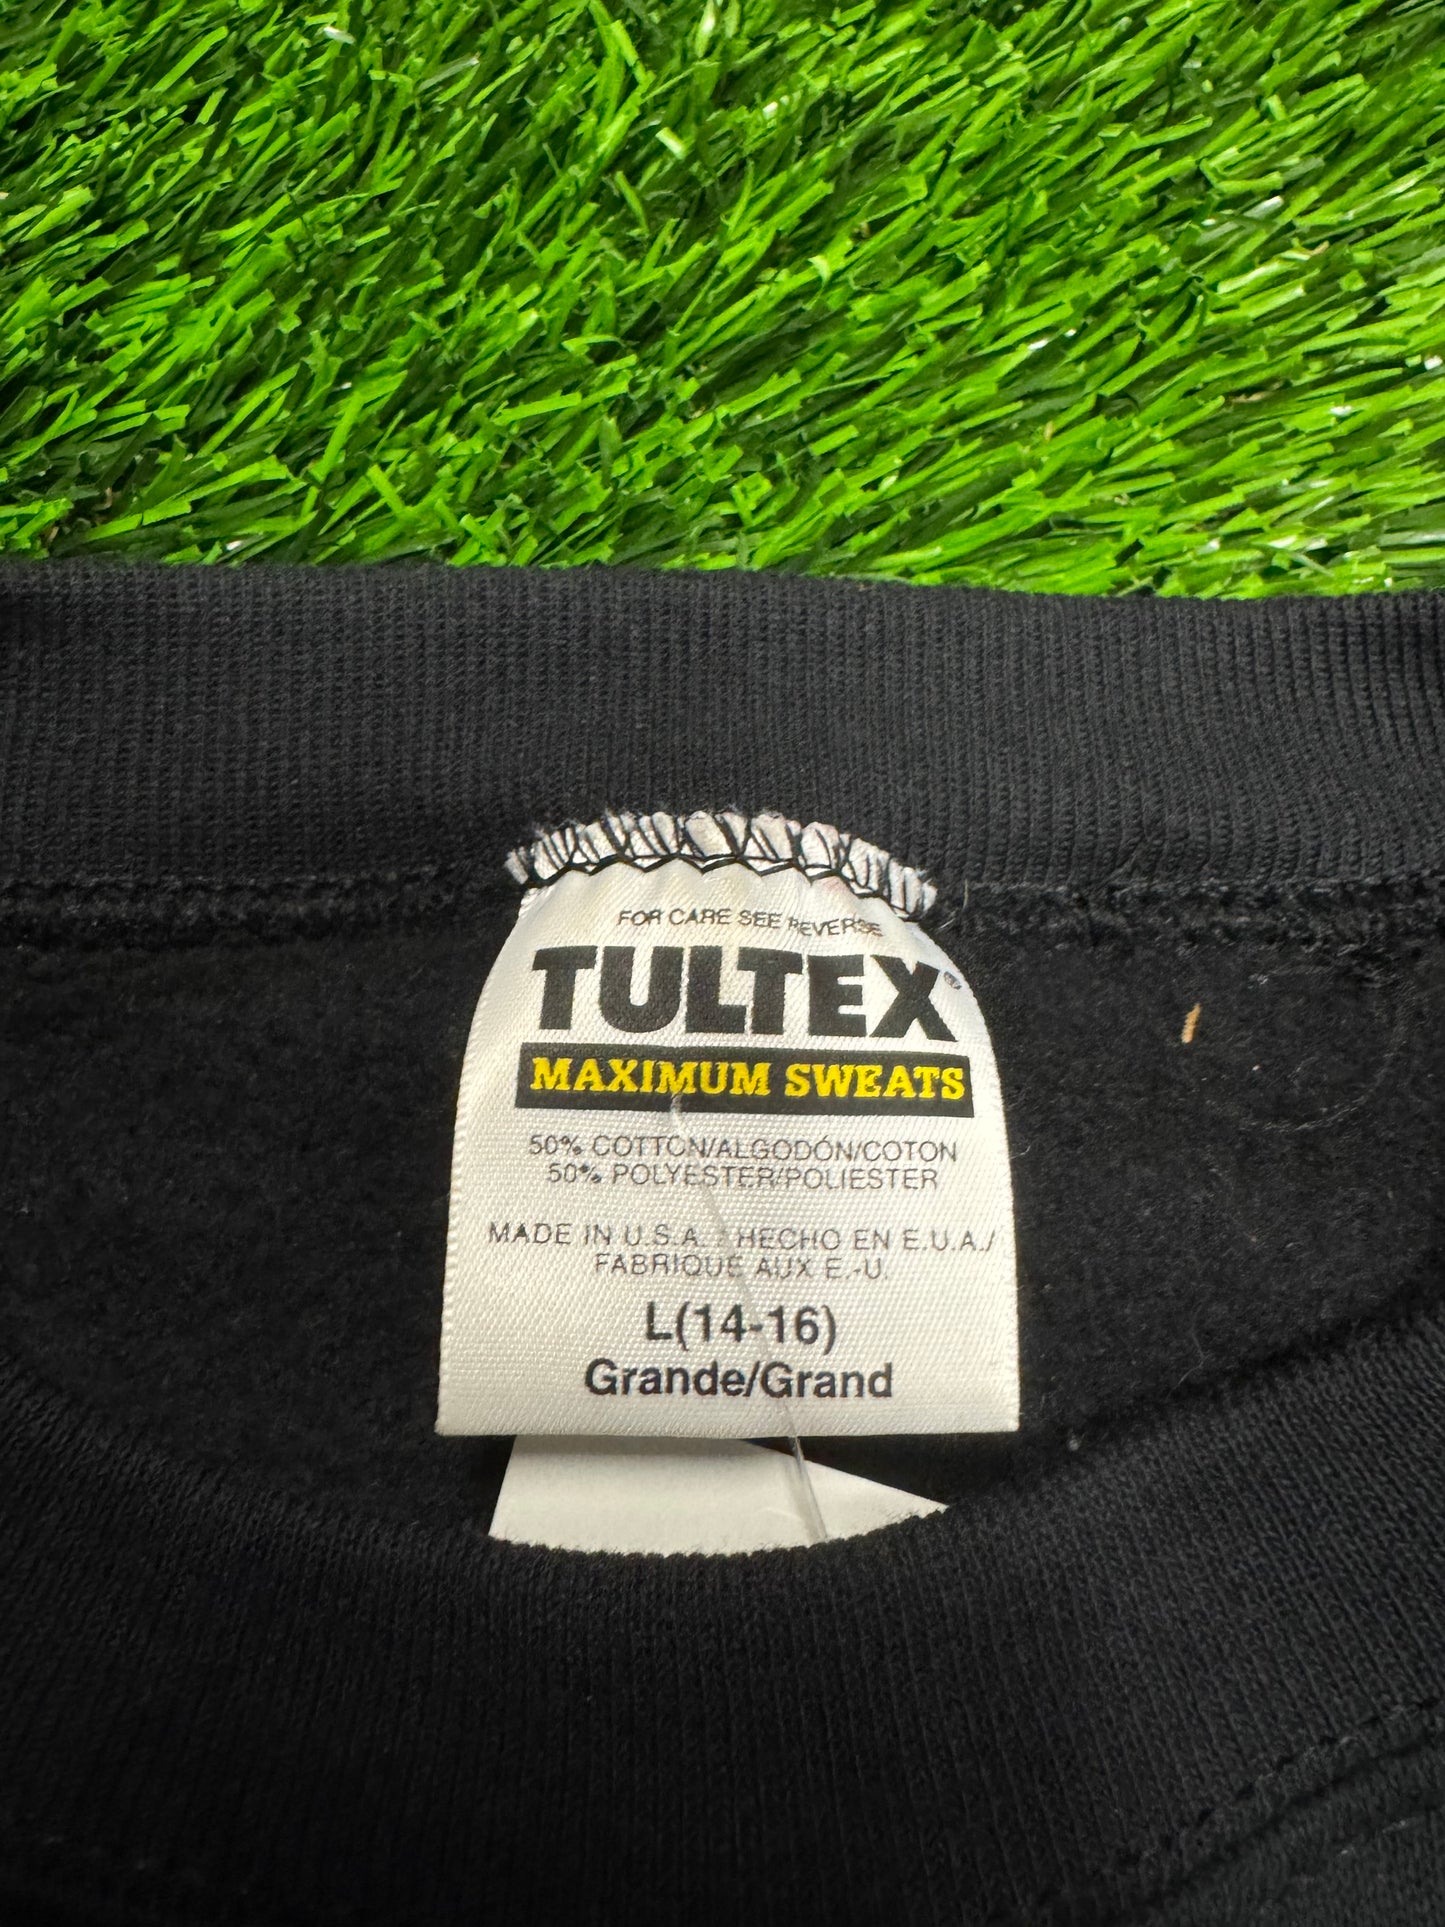 FOR CARE SEE REVERSE
TULTEX®
MAXIMUM SWEATS
50% COTTON/ALGODÓN/COTON
50% POLYESTER/POLIESTER
MADE IN U.S.A. / HECHO EN E.U.A./
FABRIQUE AUX E.-U.
L(14-16)
Grande/Grand